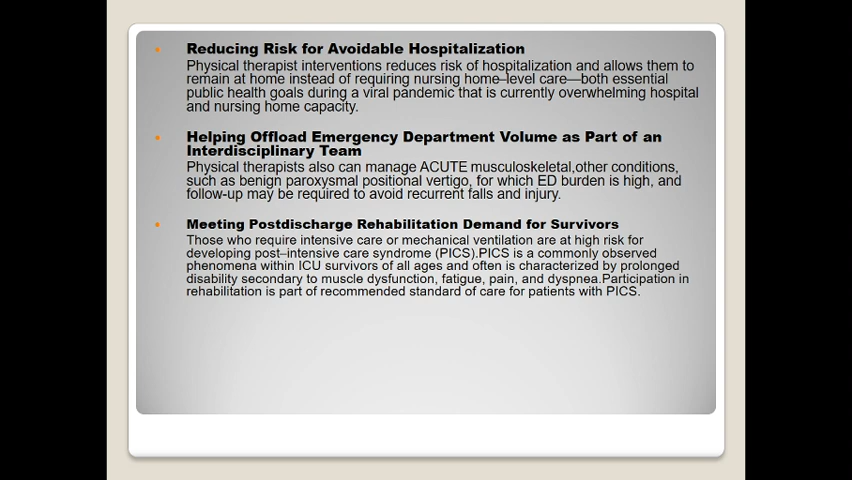 Reducing Risk for Avoidable Hospitalization
Physical therapist interventions reduces risk of hospitalization and allows them to
remain at home instead of requiring nursing home–level care—both essential
public health goals during a viral pandemic that is currently overwhelming hospital
and nursing home capacity.
Helping Offload Emergency Department Volume as Part of an
Interdisciplinary Team
Physical therapists also can manage ACUTE musculoskeletal,other conditions,
such as benign paroxysmal positional vertigo, for which ED burden is high, and
follow-up may be required to avoid recurrent falls and injury.
Meeting Postdischarge Rehabilitation Demand for Survivors
Those who require intensive care or mechanical ventilation are at high risk for
developing post–intensive care syndrome (PICS).PICS is a commonly observed
phenomena within ICU survivors of all ages and often is characterized by prolonged
disability secondary to muscle dysfunction, fatigue, pain, and dyspnea.Participation in
rehabilitation is part of recommended standard of care for patients with PICS.